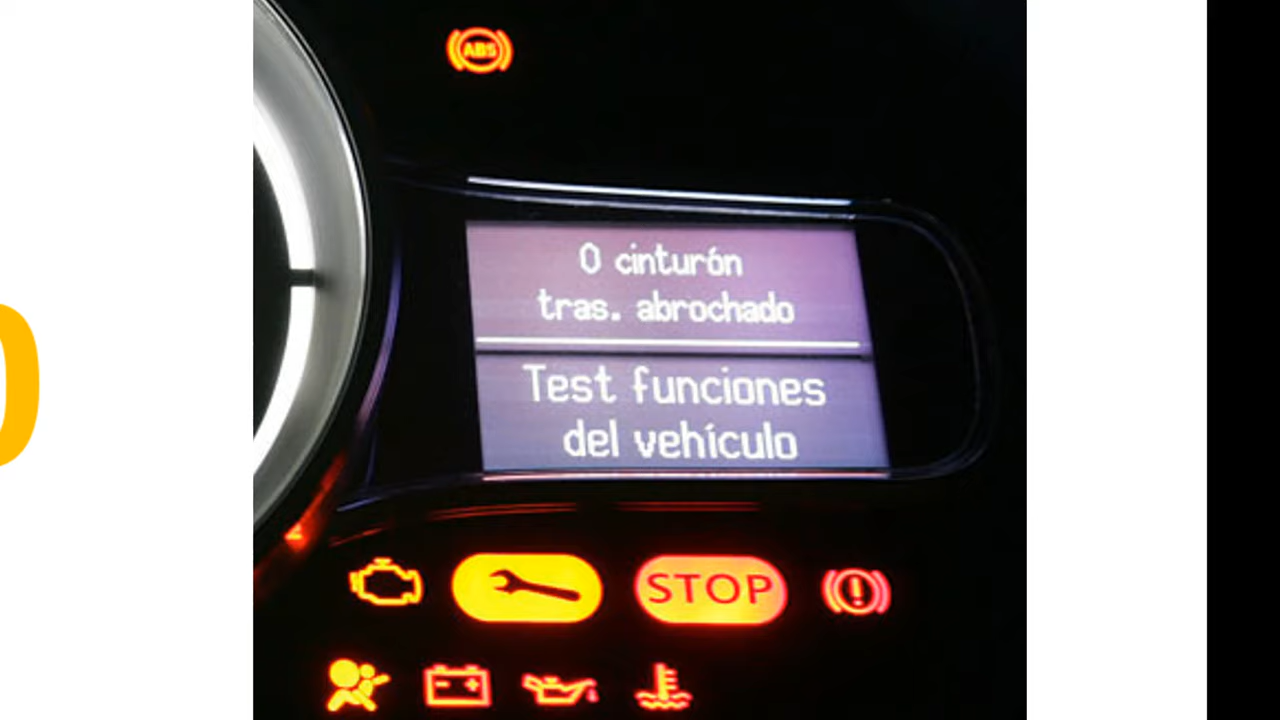 ABS
0 cinturón
tras. abrochado
Test funciones
del vehículo
STOP